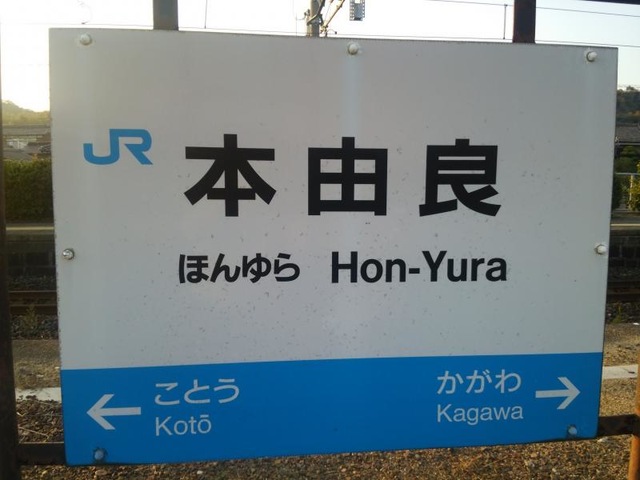 JR 本由良
ほんゆら Hon-Yura
← ことう
Kotō
かがわ →
Kagawa